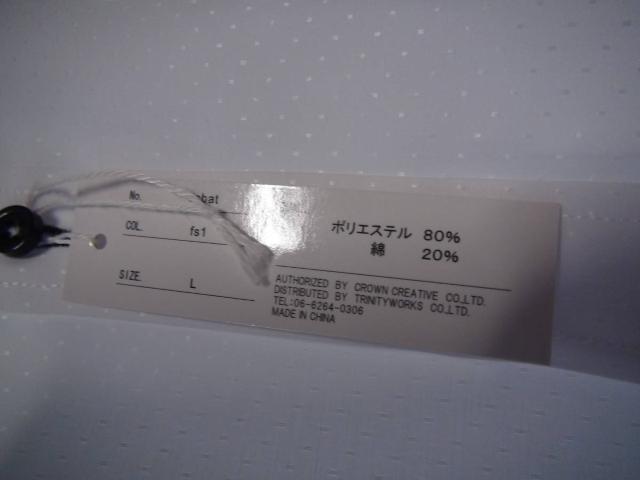 No.
COL. fs1
SIZE. L
ポリエステル 80%
綿 20%
AUTHORIZED BY CROWN CREATIVE CO.,LTD.
DISTRIBUTED BY TRINITYWORKS CO.,LTD.
TEL:06-6264-0306
MADE IN CHINA